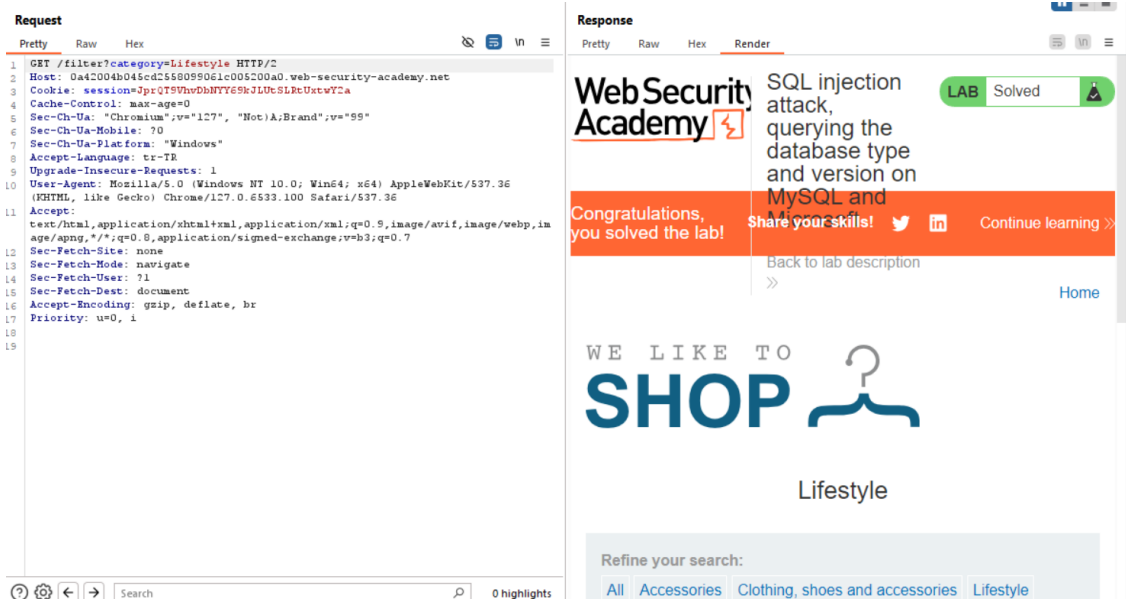 Request
Pretty Raw Hex \n
1 GET /filter?category=Lifestyle HTTP/2
2 Host: 0a42004b045cd2558099061c005200a0.web-security-academy.net
3 Cookie: session=JprQT9VhvDbNYY69kJLUtSLRtUxtwY2a
4 Cache-Control: max-age=0
5 Sec-Ch-Ua: "Chromium";v="127", "Not)A;Brand";v="99"
6 Sec-Ch-Ua-Mobile: ?0
7 Sec-Ch-Ua-Platform: "Windows"
8 Accept-Language: tr-TR
9 Upgrade-Insecure-Requests: 1
10 User-Agent: Mozilla/5.0 (Windows NT 10.0; Win64; x64) AppleWebKit/537.36
(KHTML, like Gecko) Chrome/127.0.6533.100 Safari/537.36
11 Accept:
text/html,application/xhtml+xml,application/xml;q=0.9,image/avif,image/webp,im
age/apng,*/*;q=0.8,application/signed-exchange;v=b3;q=0.7
12 Sec-Fetch-Site: none
13 Sec-Fetch-Mode: navigate
14 Sec-Fetch-User: ?1
15 Sec-Fetch-Dest: document
16 Accept-Encoding: gzip, deflate, br
17 Priority: u=0, i
18
19
Search 0 highlights
Response
Pretty Raw Hex Render \n
Web Security
Academy
SQL injection
attack,
querying the
database type
and version on
MySQL and
Microsoft
LAB Solved
Congratulations,
you solved the lab!
Share your skills!
Continue learning
Back to lab description
Home
WE LIKE TO
SHOP
Lifestyle
Refine your search:
All Accessories Clothing, shoes and accessories Lifestyle